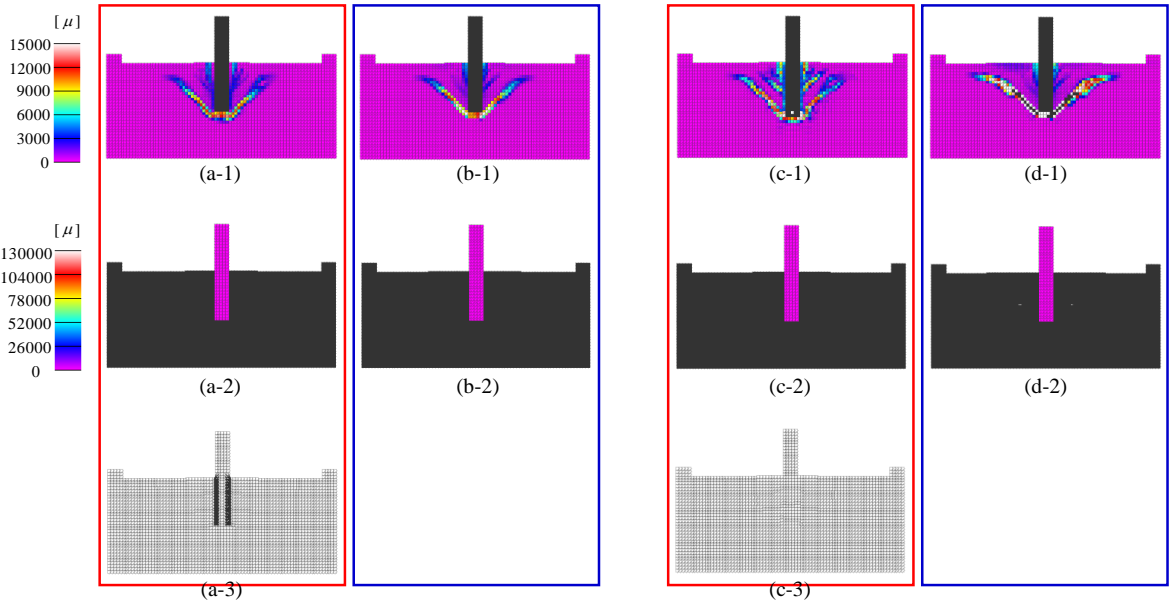 [μ]
15000
12000
9000
6000
3000
0
(a-1)
(b-1)
(c-1)
(d-1)
[μ]
130000
104000
78000
52000
26000
0
(a-2)
(b-2)
(c-2)
(d-2)
(a-3)
(c-3)